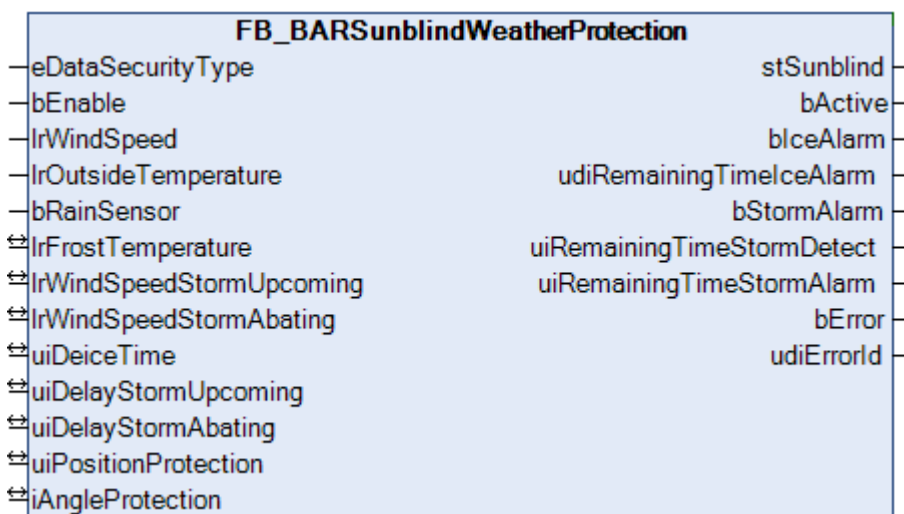 FB_BARSunblindWeatherProtection
eDataSecurityType stSunblind
bEnable bActive
lrWindSpeed bIceAlarm
lrOutsideTemperature udiRemainingTimeIceAlarm
bRainSensor bStormAlarm
lrFrostTemperature uiRemainingTimeStormDetect
lrWindSpeedStormUpcoming uiRemainingTimeStormAlarm
lrWindSpeedStormAbating bError
uiDeiceTime udiErrorId
uiDelayStormUpcoming
uiDelayStormAbating
uiPositionProtection
iAngleProtection